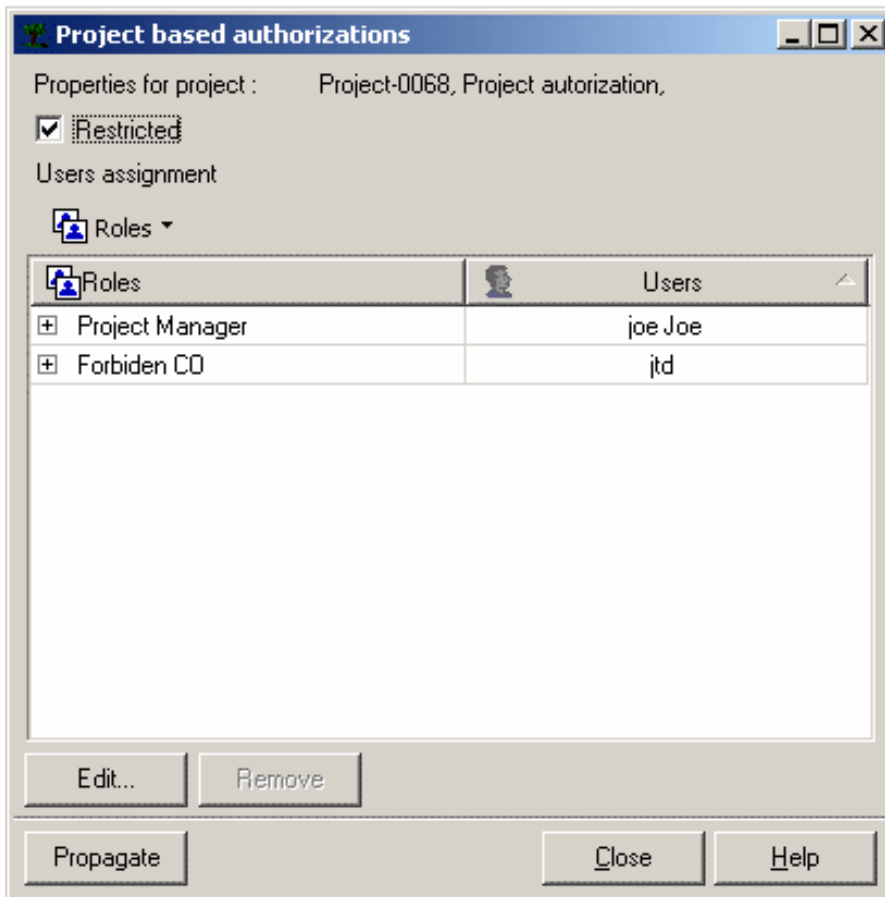 Project based authorizations
Properties for project : Project-0068, Project autorization,
Restricted
Users assignment
Roles
Roles Users
Project Manager joe Joe
Forbiden CO jtd
Edit... Remove
Propagate Close Help